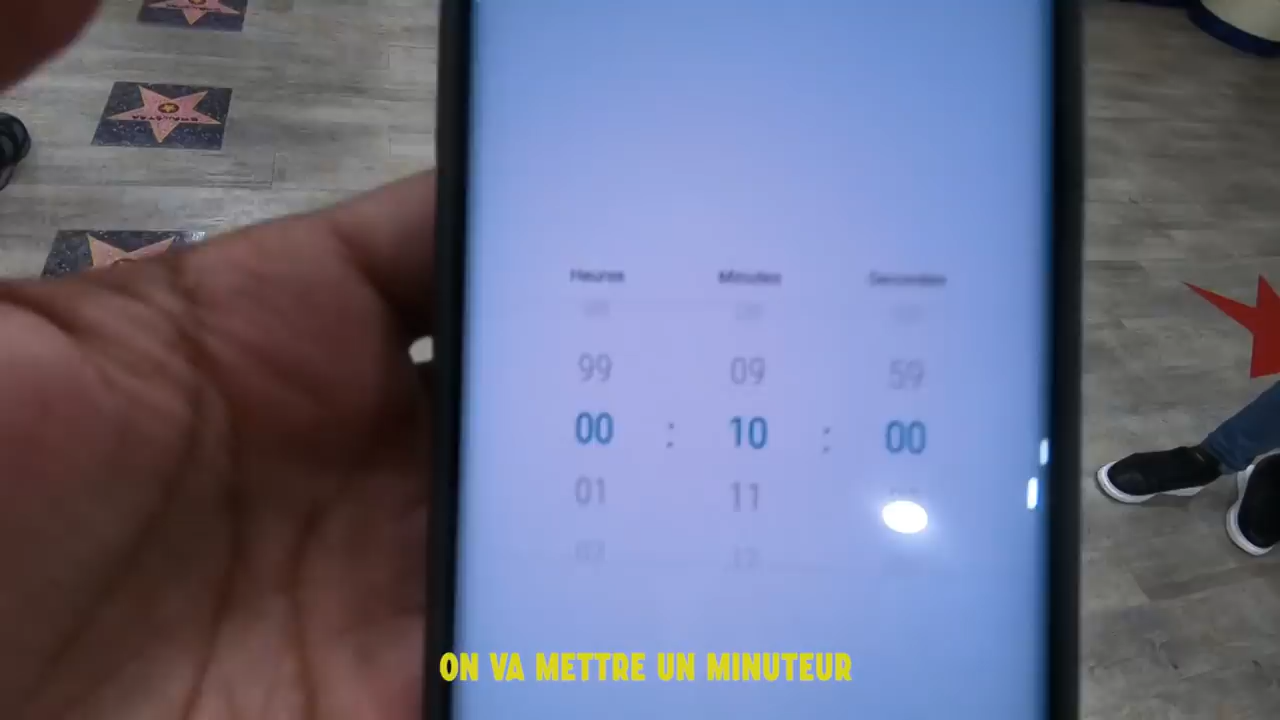 Heures Minutes Secondes
99 09 59
00 : 10 : 00
01 11
ON VA METTRE UN MINUTEUR